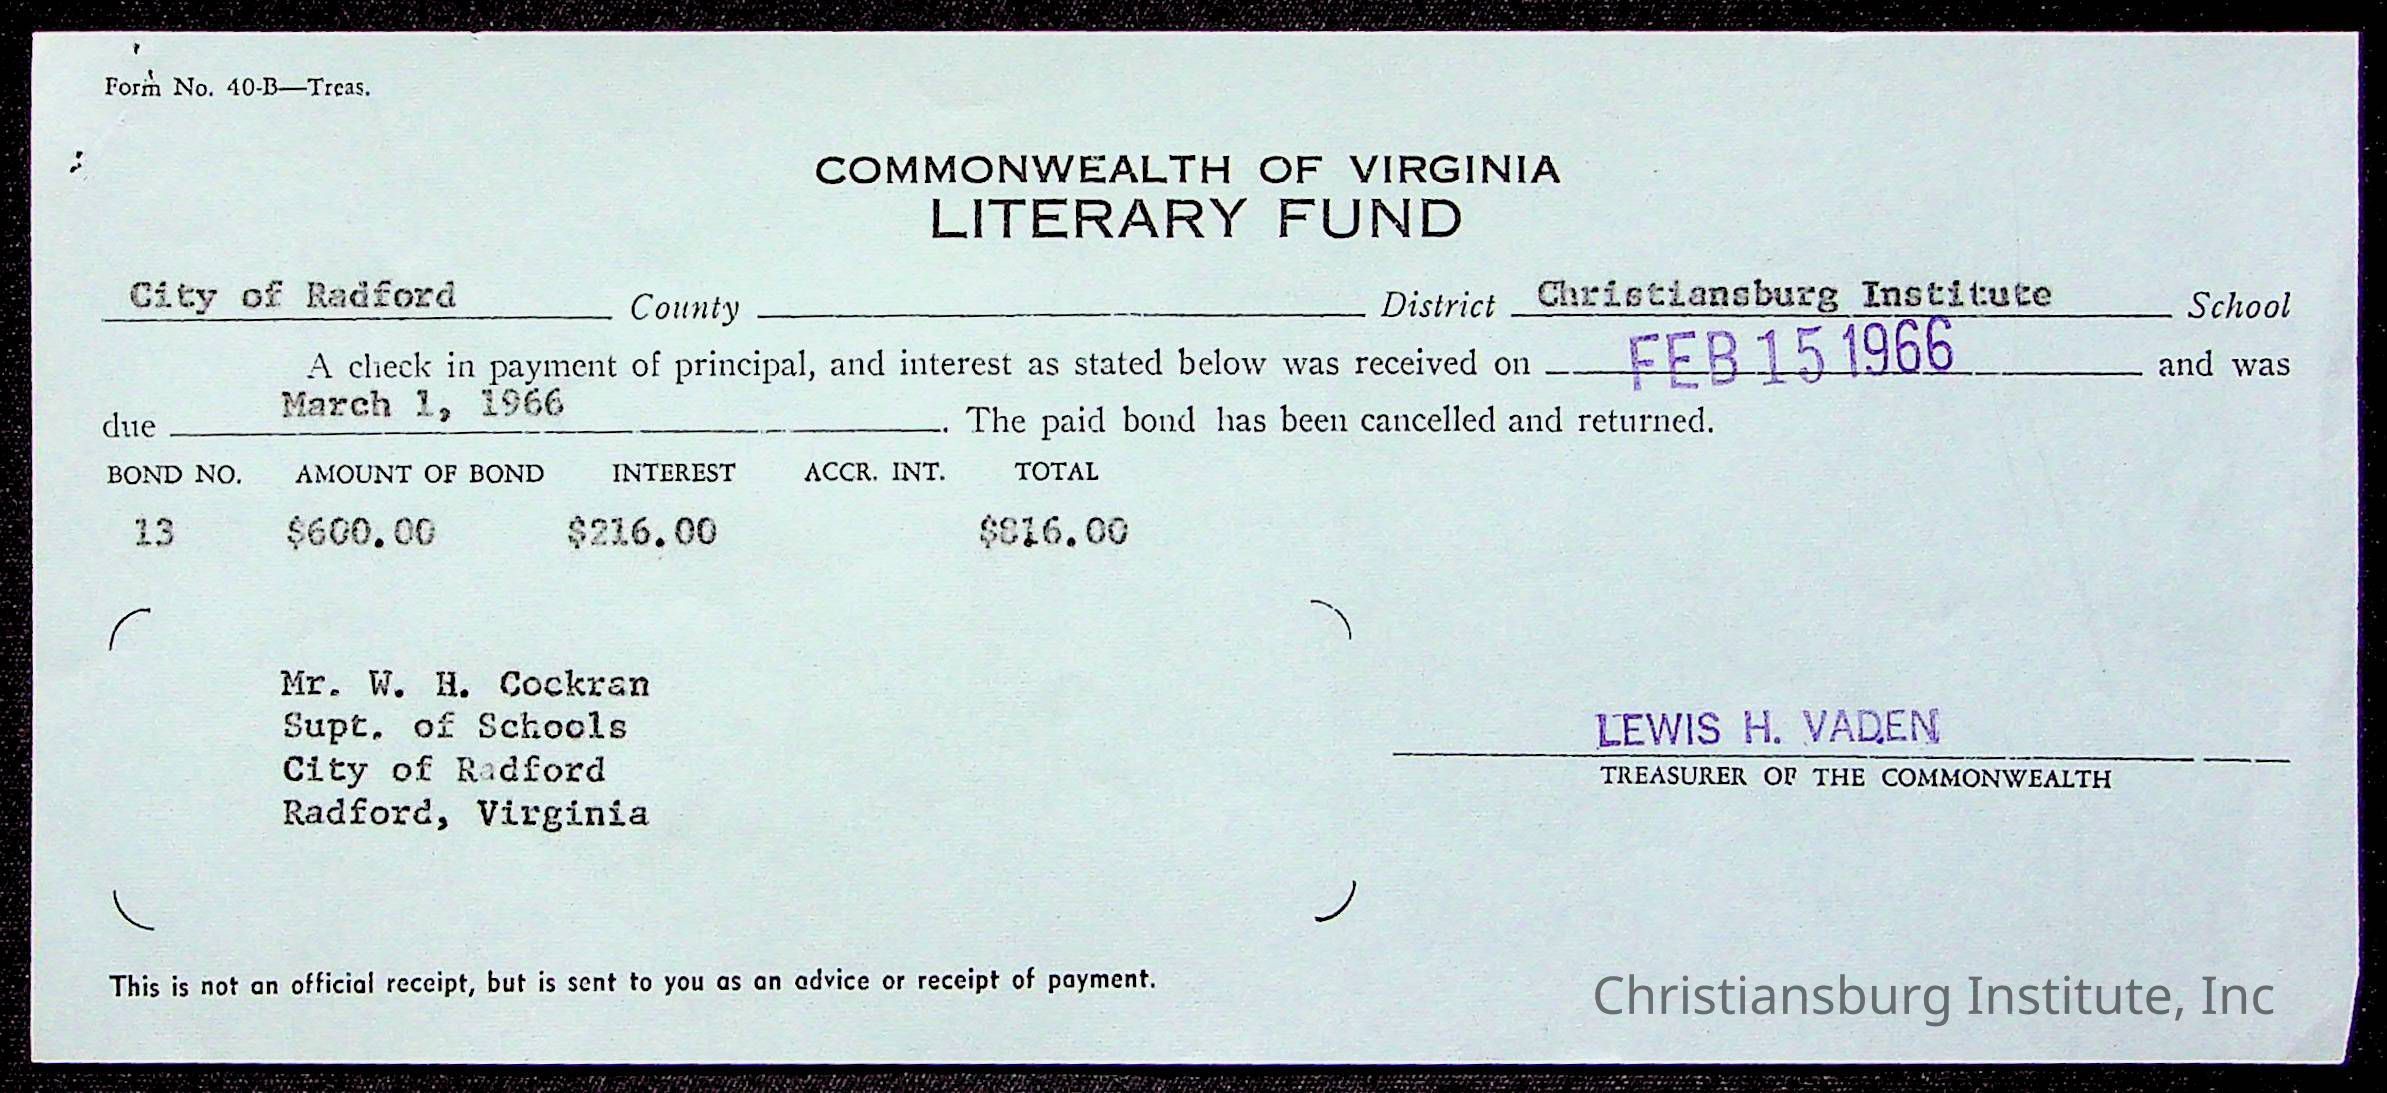 Form No. 40-B—Treas.
COMMONWEALTH OF VIRGINIA
LITERARY FUND
City of Radford County District Christiansburg Institute School
A check in payment of principal, and interest as stated below was received on FEB 15 1966 and was
due March 1, 1966. The paid bond has been cancelled and returned.
BOND NO. AMOUNT OF BOND INTEREST ACCR. INT. TOTAL
13 $600.00 $216.00 $816.00
Mr. W. H. Cockran
Supt. of Schools
City of Radford
Radford, Virginia
LEWIS H. VADEN
TREASURER OF THE COMMONWEALTH
This is not an official receipt, but is sent to you as an advice or receipt of payment.
Christiansburg Institute, Inc